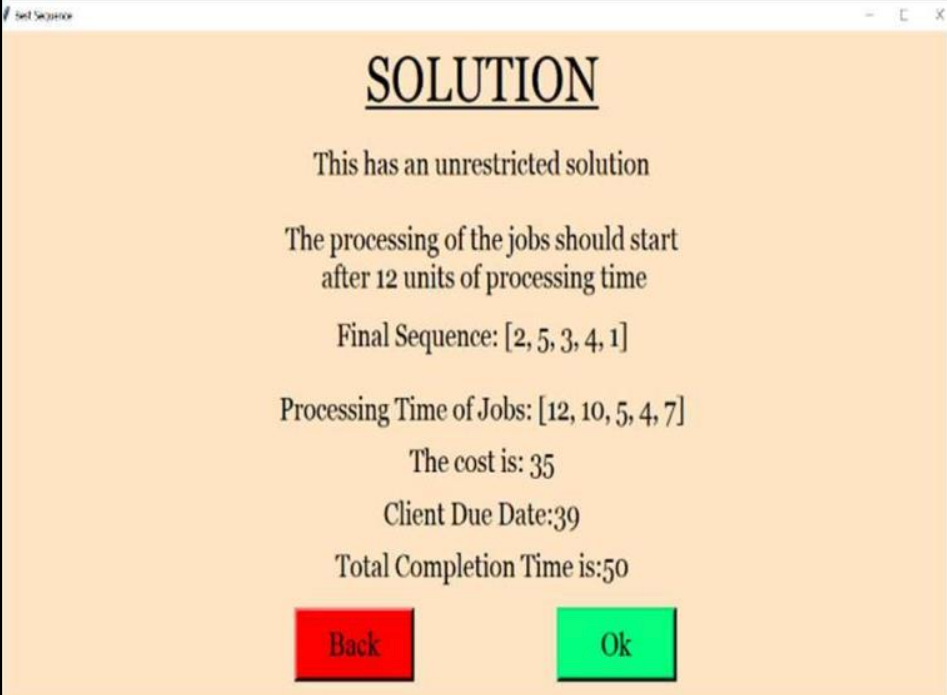 Best Sequence
SOLUTION
This has an unrestricted solution
The processing of the jobs should start
after 12 units of processing time
Final Sequence: [2, 5, 3, 4, 1]
Processing Time of Jobs: [12, 10, 5, 4, 7]
The cost is: 35
Client Due Date:39
Total Completion Time is:50
Back
Ok